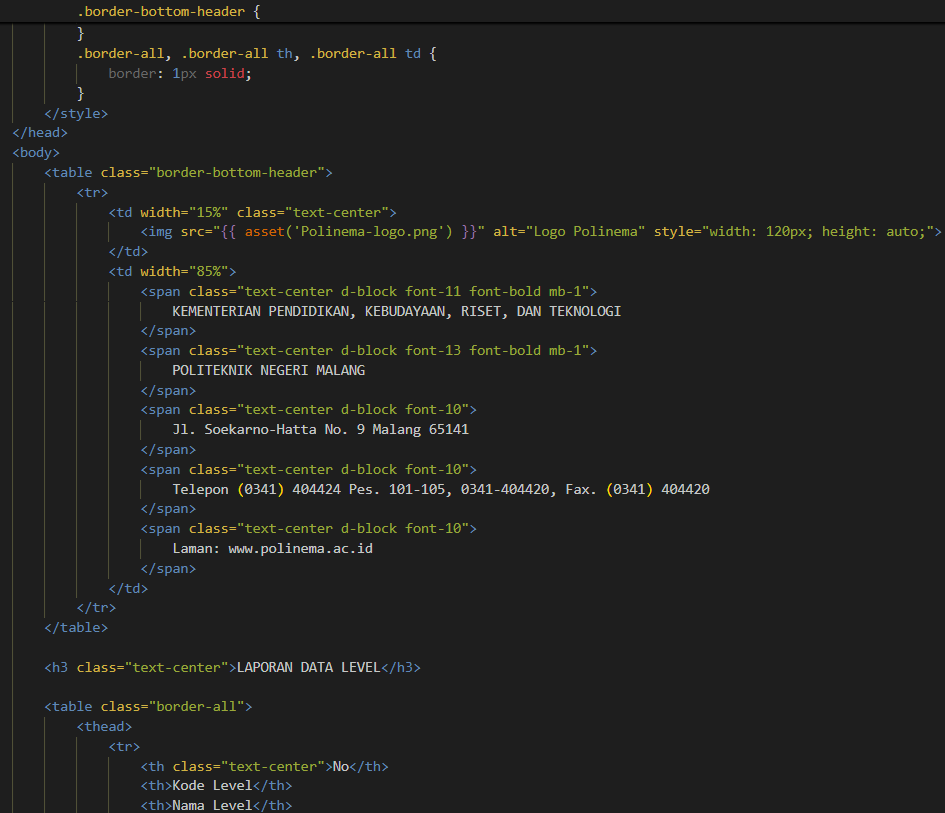 .border-bottom-header {
}
.border-all, .border-all th, .border-all td {
border: 1px solid;
}
</style>
</head>
<body>
<table class="border-bottom-header">
<tr>
<td width="15%" class="text-center">
<img src="{{ asset('Polinema-logo.png') }}" alt="Logo Polinema" style="width: 120px; height: auto;">
</td>
<td width="85%">
<span class="text-center d-block font-11 font-bold mb-1">
KEMENTERIAN PENDIDIKAN, KEBUDAYAAN, RISET, DAN TEKNOLOGI
</span>
<span class="text-center d-block font-13 font-bold mb-1">
POLITEKNIK NEGERI MALANG
</span>
<span class="text-center d-block font-10">
Jl. Soekarno-Hatta No. 9 Malang 65141
</span>
<span class="text-center d-block font-10">
Telepon (0341) 404424 Pes. 101-105, 0341-404420, Fax. (0341) 404420
</span>
<span class="text-center d-block font-10">
Laman: www.polinema.ac.id
</span>
</td>
</tr>
</table>
<h3 class="text-center">LAPORAN DATA LEVEL</h3>
<table class="border-all">
<thead>
<tr>
<th class="text-center">No</th>
<th>Kode Level</th>
<th>Nama Level</th>